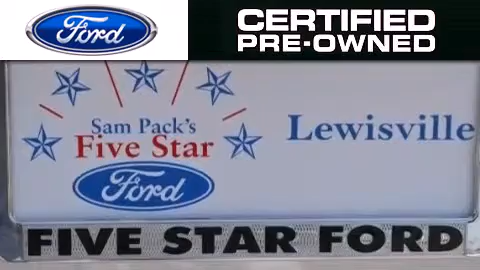 Ford
CERTIFIED
PRE-OWNED
Sam Pack's
Five Star
Ford
Lewisville
FIVE STAR FORD